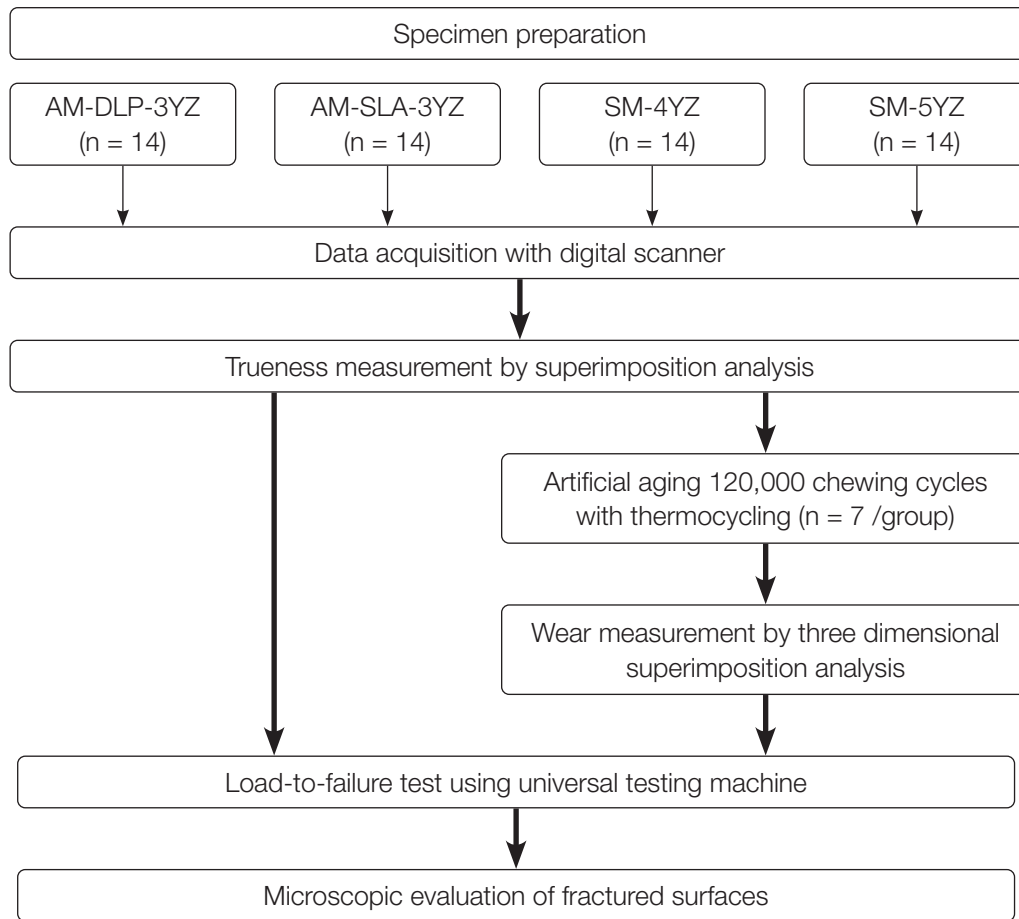 Specimen preparation
AM-DLP-3YZ
(n = 14)
AM-SLA-3YZ
(n = 14)
SM-4YZ
(n = 14)
SM-5YZ
(n = 14)
Data acquisition with digital scanner
Trueness measurement by superimposition analysis
Artificial aging 120,000 chewing cycles
with thermocycling (n = 7 /group)
Wear measurement by three dimensional
superimposition analysis
Load-to-failure test using universal testing machine
Microscopic evaluation of fractured surfaces